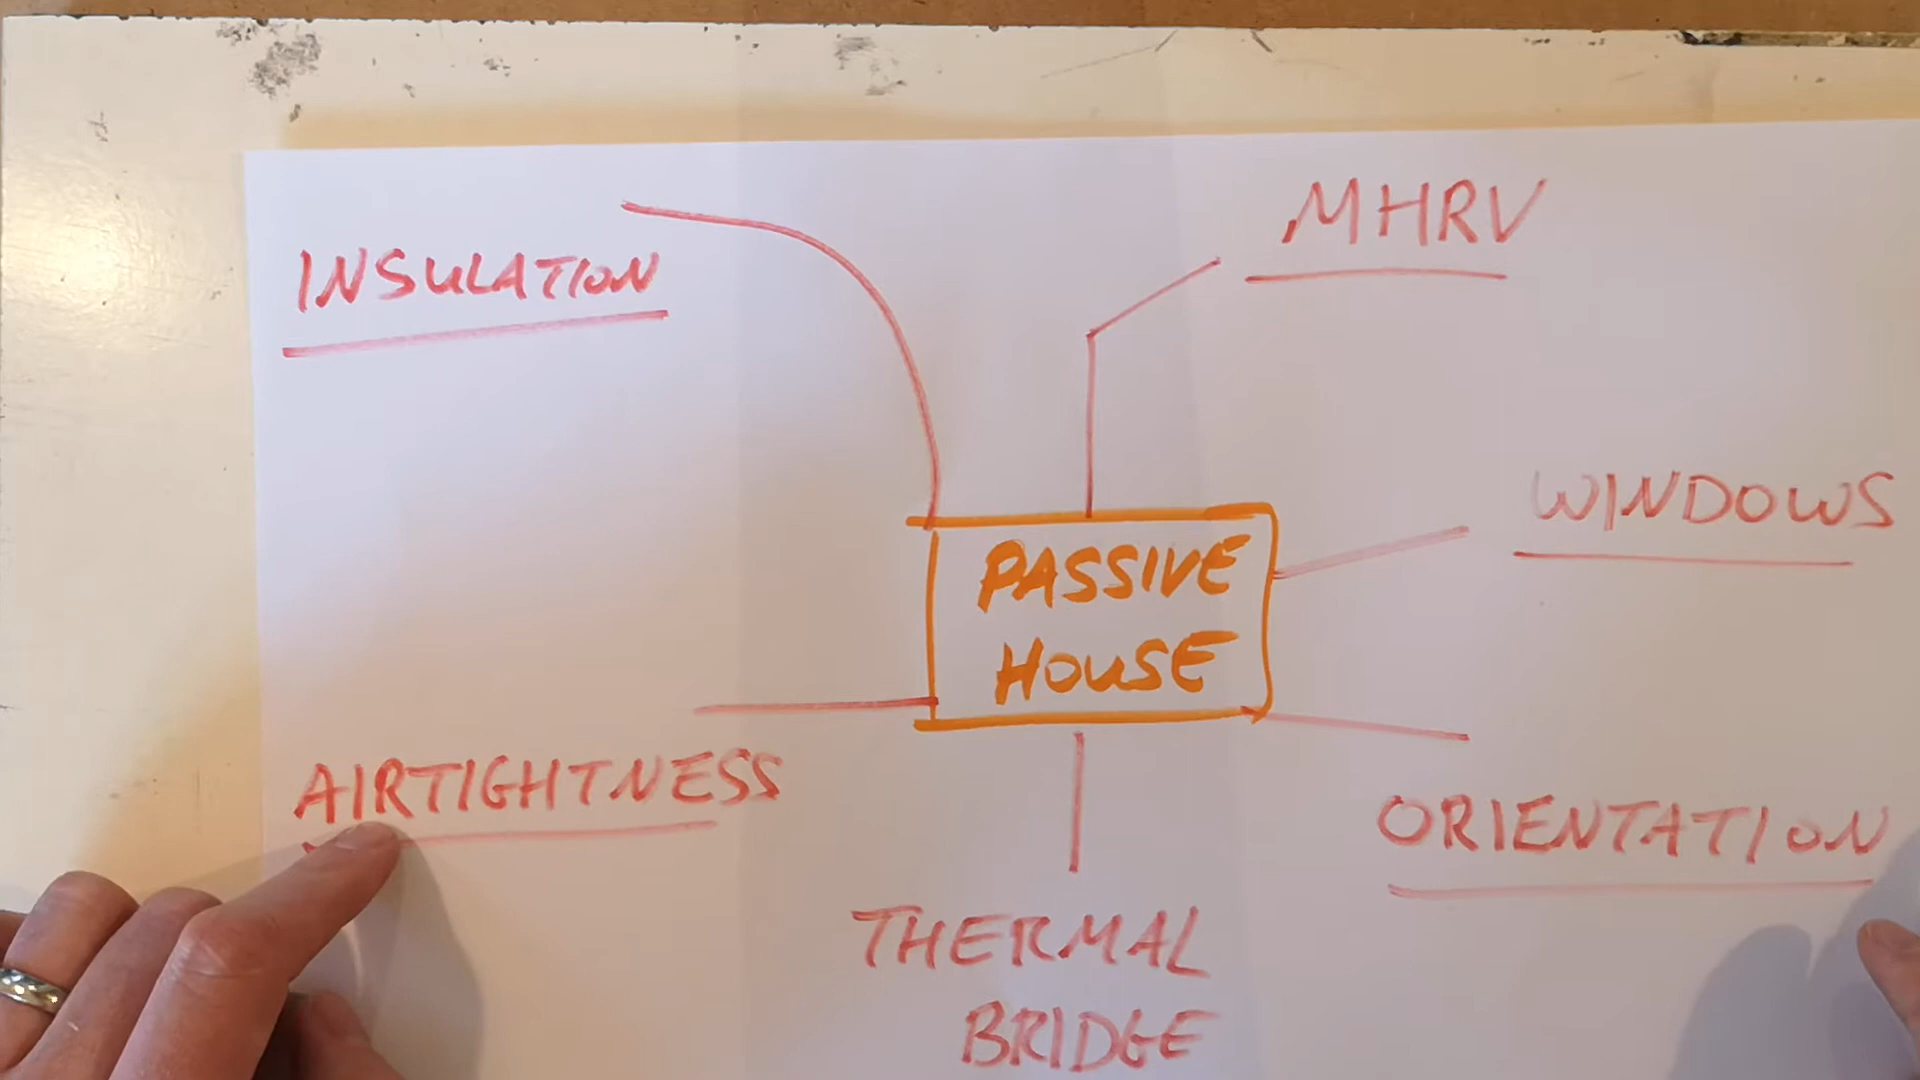 MHRV
INSULATION
WINDOWS
PASSIVE
HOUSE
AIRTIGHTNESS
ORIENTATION
THERMAL
BRIDGE